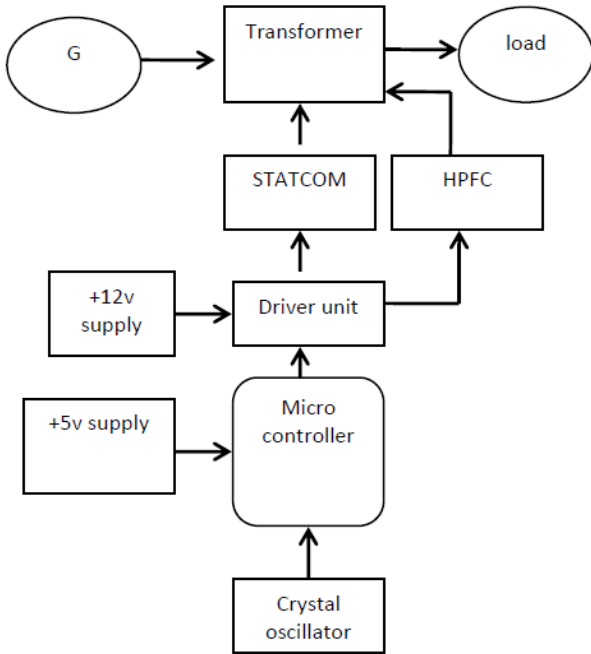 G
Transformer
load
STATCOM
HPFC
+12v
supply
Driver unit
+5v supply
Micro
controller
Crystal
oscillator